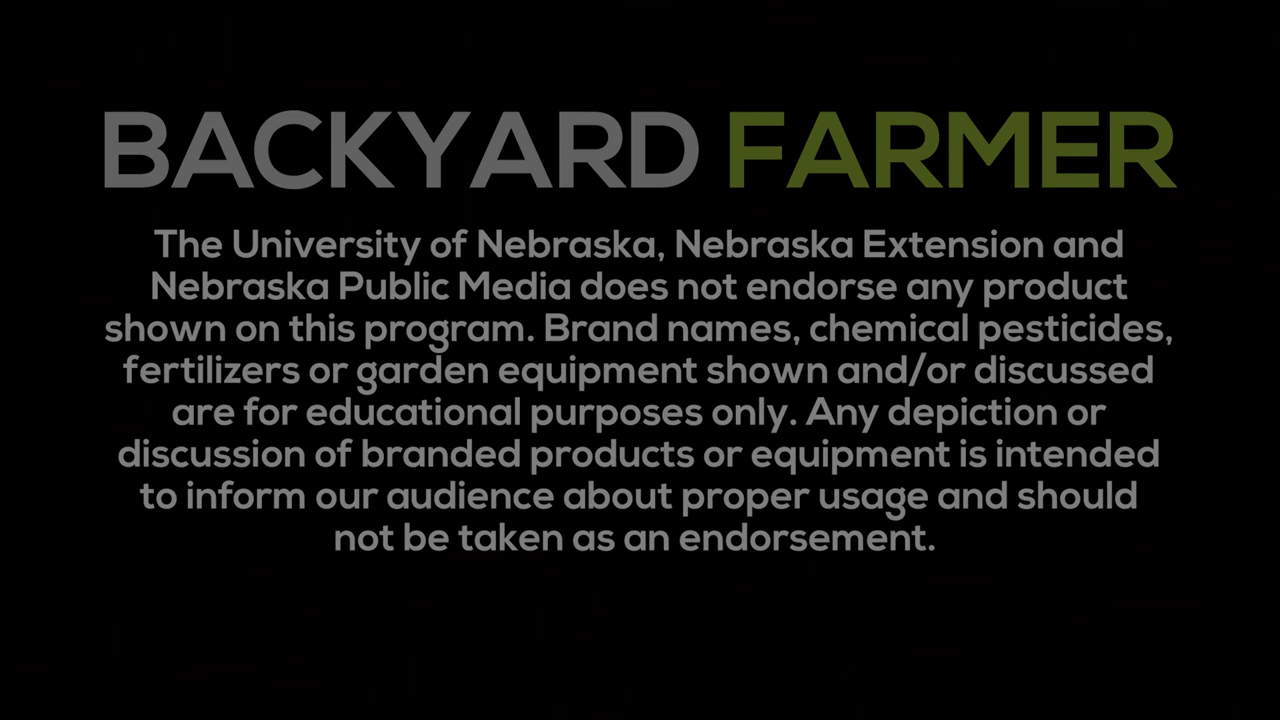 BACKYARD FARMER
The University of Nebraska, Nebraska Extension and
Nebraska Public Media does not endorse any product
shown on this program. Brand names, chemical pesticides,
fertilizers or garden equipment shown and/or discussed
are for educational purposes only. Any depiction or
discussion of branded products or equipment is intended
to inform our audience about proper usage and should
not be taken as an endorsement.